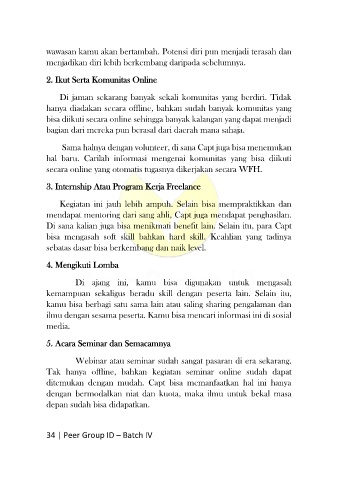 wawasan kamu akan bertambah. Potensi diri pun menjadi terasah dan
menjadikan diri lebih berkembang daripada sebelumnya.
2. Ikut Serta Komunitas Online
Di jaman sekarang banyak sekali komunitas yang berdiri. Tidak
hanya diadakan secara offline, bahkan sudah banyak komunitas yang
bisa diikuti secara online sehingga banyak kalangan yang dapat menjadi
bagian dari mereka pun berasal dari daerah mana sahaja.
Sama halnya dengan volunteer, di sana Capt juga bisa menemukan
hal baru. Carilah informasi mengenai komunitas yang bisa diikuti
secara online yang otomatis tugasnya dikerjakan secara WFH.
3. Internship Atau Program Kerja Freelance
Kegiatan ini jauh lebih ampuh. Selain bisa mempraktikkan dan
mendapat mentoring dari sang ahli, Capt juga mendapat penghasilan.
Di sana kalian juga bisa menikmati benefit lain. Selain itu, para Capt
bisa mengasah soft skill bahkan hard skill. Keahlian yang tadinya
sebatas dasar bisa berkembang dan naik level.
4. Mengikuti Lomba
Di ajang ini, kamu bisa digunakan untuk mengasah
kemampuan sekaligus beradu skill dengan peserta lain. Selain itu,
kamu bisa berbagi satu sama lain atau saling sharing pengalaman dan
ilmu dengan sesama peserta. Kamu bisa mencari informasi ini di sosial
media.
5. Acara Seminar dan Semacamnya
Webinar atau seminar sudah sangat pasaran di era sekarang.
Tak hanya offline, bahkan kegiatan seminar online sudah dapat
ditemukan dengan mudah. Capt bisa memanfaatkan hal ini hanya
dengan bermodalkan niat dan kuota, maka ilmu untuk bekal masa
depan sudah bisa didapatkan.
34 | Peer Group ID – Batch IV